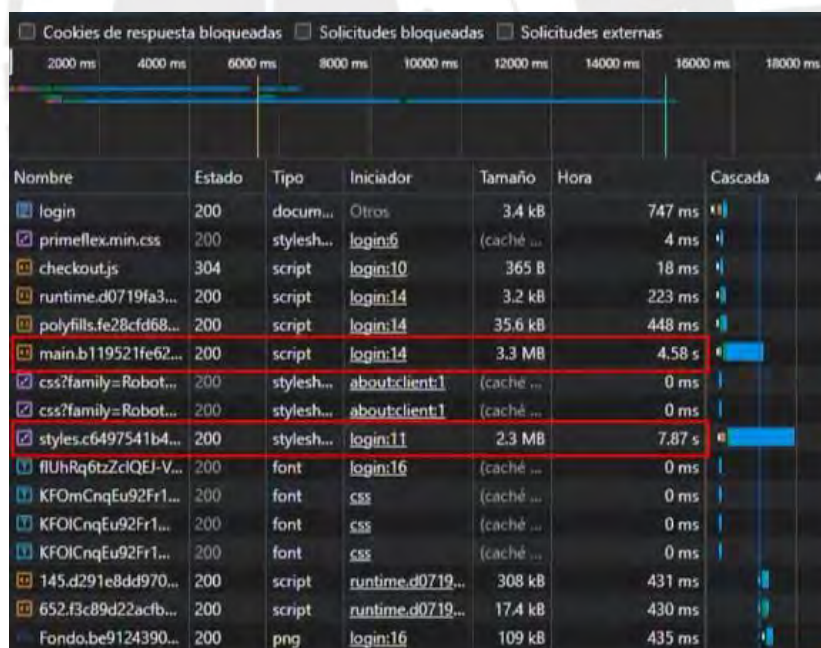 Cookies de respuesta bloqueadas Solicitudes bloqueadas Solicitudes externas
2000 ms 4000 ms 6000 ms 8000 ms 10000 ms 12000 ms 14000 ms 16000 ms 18000 ms
Nombre Estado Tipo Iniciador Tamaño Hora Cascada
login 200 docum... Otros 3.4 kB 747 ms
primeflex.min.css 200 stylesh... login:6 (caché ... 4 ms
checkout.js 304 script login:10 365 B 18 ms
runtime.d0719fa3... 200 script login:14 3.2 kB 223 ms
polyfills.fe28cfd68... 200 script login:14 35.6 kB 448 ms
main.b119521fe62... 200 script login:14 3.3 MB 4.58 s
css?family=Robot... 200 stylesh... about:client:1 (caché ... 0 ms
css?family=Robot... 200 stylesh... about:client:1 (caché ... 0 ms
styles.c6497541b4... 200 stylesh... login:11 2.3 MB 7.87 s
flUhRq6tzZclQEJ-V... 200 font login:16 (caché ... 0 ms
KFOmCnqEu92Fr1... 200 font css (caché ... 0 ms
KFOlCnqEu92Fr1... 200 font css (caché ... 0 ms
KFOlCnqEu92Fr1... 200 font css (caché ... 0 ms
145.d291e8dd970... 200 script runtime.d0719... 308 kB 431 ms
652.f3c89d22acfb... 200 script runtime.d0719... 17.4 kB 430 ms
Fondo.be9124390... 200 png login:16 109 kB 435 ms